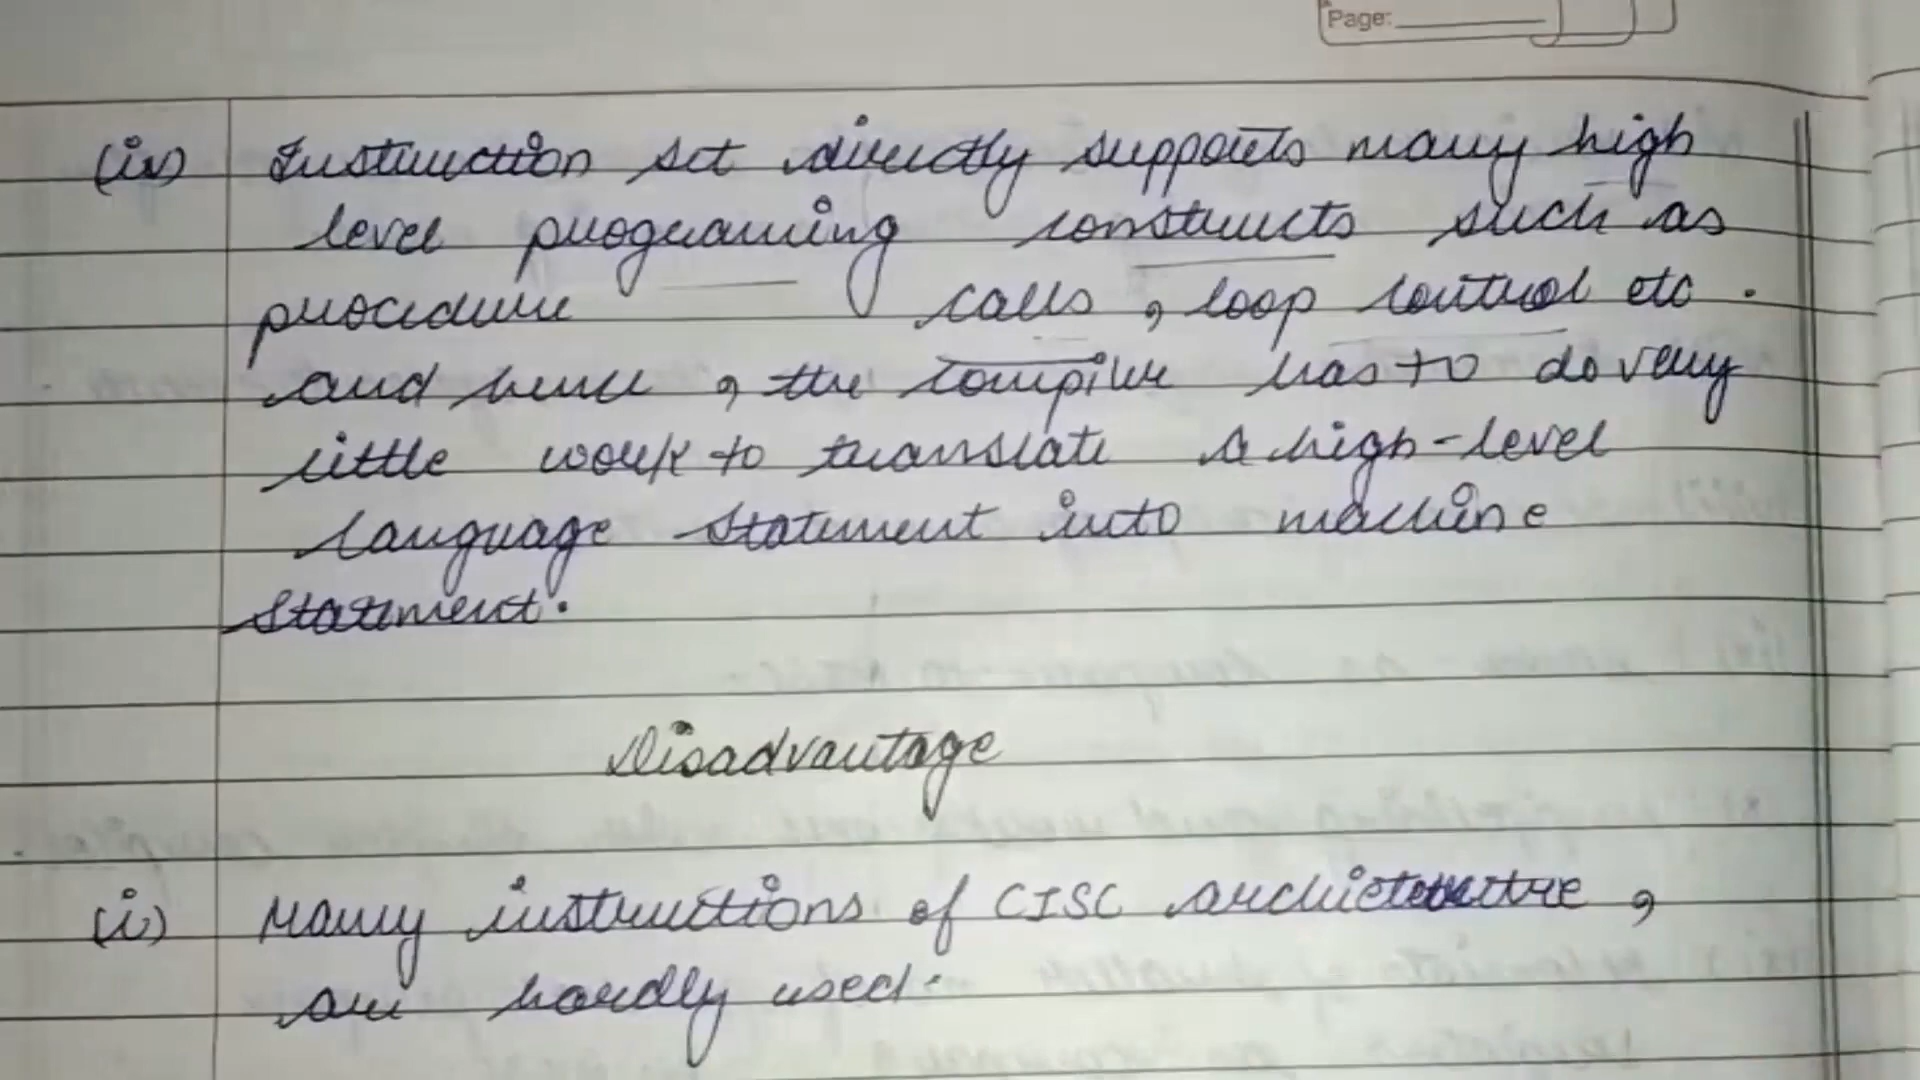 Page:
(iv) Instruction set directly supports many high
level programing constructs such as
procedure calls, loop control etc.
and hence, the compiler has to do very
little work to translate a high-level
language statement into machine
statement.
Disadvantage
(i) Many instructions of CISC architecture,
are hardly used.